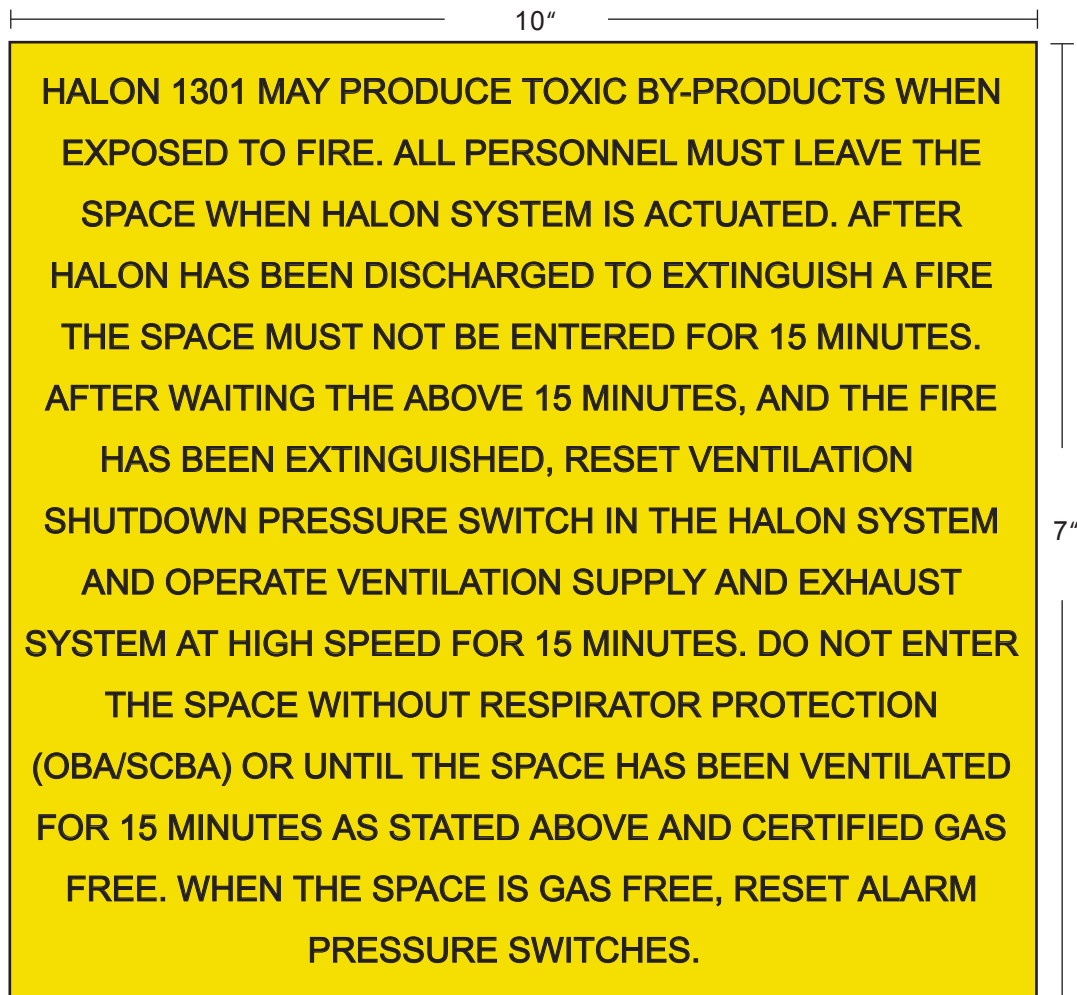 10“
HALON 1301 MAY PRODUCE TOXIC BY-PRODUCTS WHEN
EXPOSED TO FIRE. ALL PERSONNEL MUST LEAVE THE
SPACE WHEN HALON SYSTEM IS ACTUATED. AFTER
HALON HAS BEEN DISCHARGED TO EXTINGUISH A FIRE
THE SPACE MUST NOT BE ENTERED FOR 15 MINUTES.
AFTER WAITING THE ABOVE 15 MINUTES, AND THE FIRE
HAS BEEN EXTINGUISHED, RESET VENTILATION
SHUTDOWN PRESSURE SWITCH IN THE HALON SYSTEM
AND OPERATE VENTILATION SUPPLY AND EXHAUST
SYSTEM AT HIGH SPEED FOR 15 MINUTES. DO NOT ENTER
THE SPACE WITHOUT RESPIRATOR PROTECTION
(OBA/SCBA) OR UNTIL THE SPACE HAS BEEN VENTILATED
FOR 15 MINUTES AS STATED ABOVE AND CERTIFIED GAS
FREE. WHEN THE SPACE IS GAS FREE, RESET ALARM
PRESSURE SWITCHES.
7“